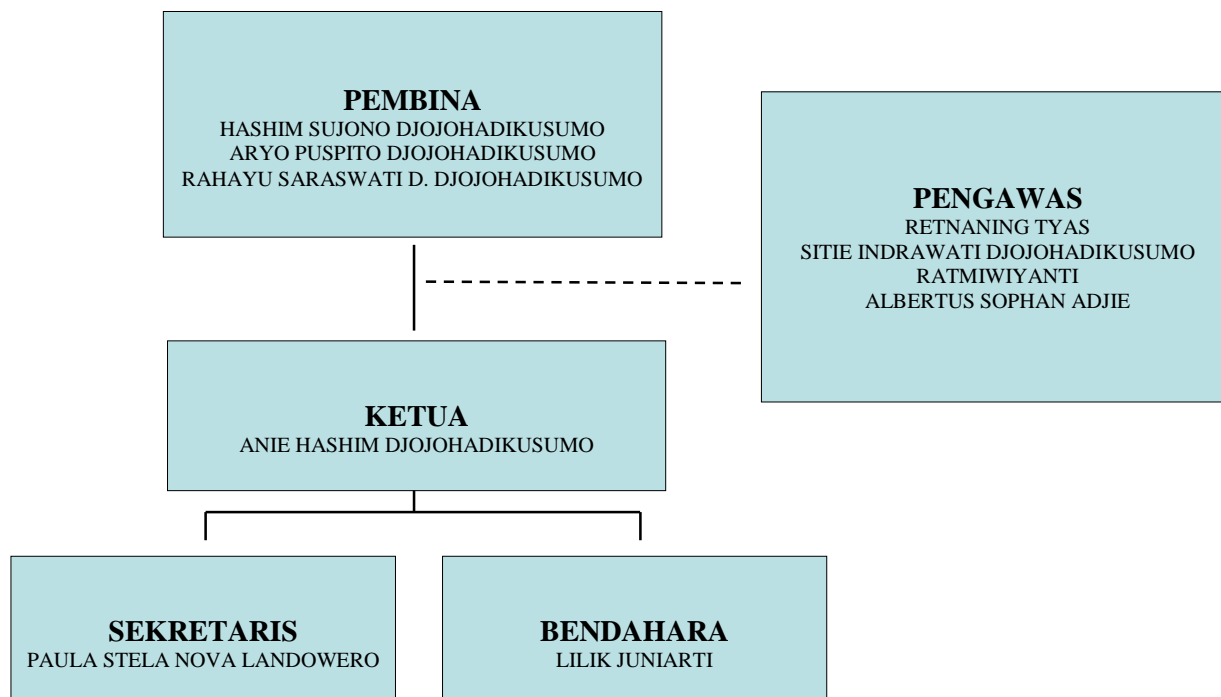 PEMBINA
HASHIM SUJONO DJOJOHADIKUSUMO
ARYO PUSPITO DJOJOHADIKUSUMO
RAHAYU SARASWATI D. DJOJOHADIKUSUMO
PENGAWAS
RETNANING TYAS
SITIE INDRAWATI DJOJOHADIKUSUMO
RATMIWIYANTI
ALBERTUS SOPHAN ADJIE
KETUA
ANIE HASHIM DJOJOHADIKUSUMO
SEKRETARIS
PAULA STELA NOVA LANDOWERO
BENDAHARA
LILIK JUNIARTI